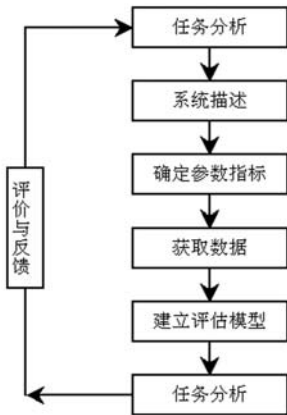 任务分析
系统描述
确定参数指标
获取数据
建立评估模型
任务分析
评价与反馈